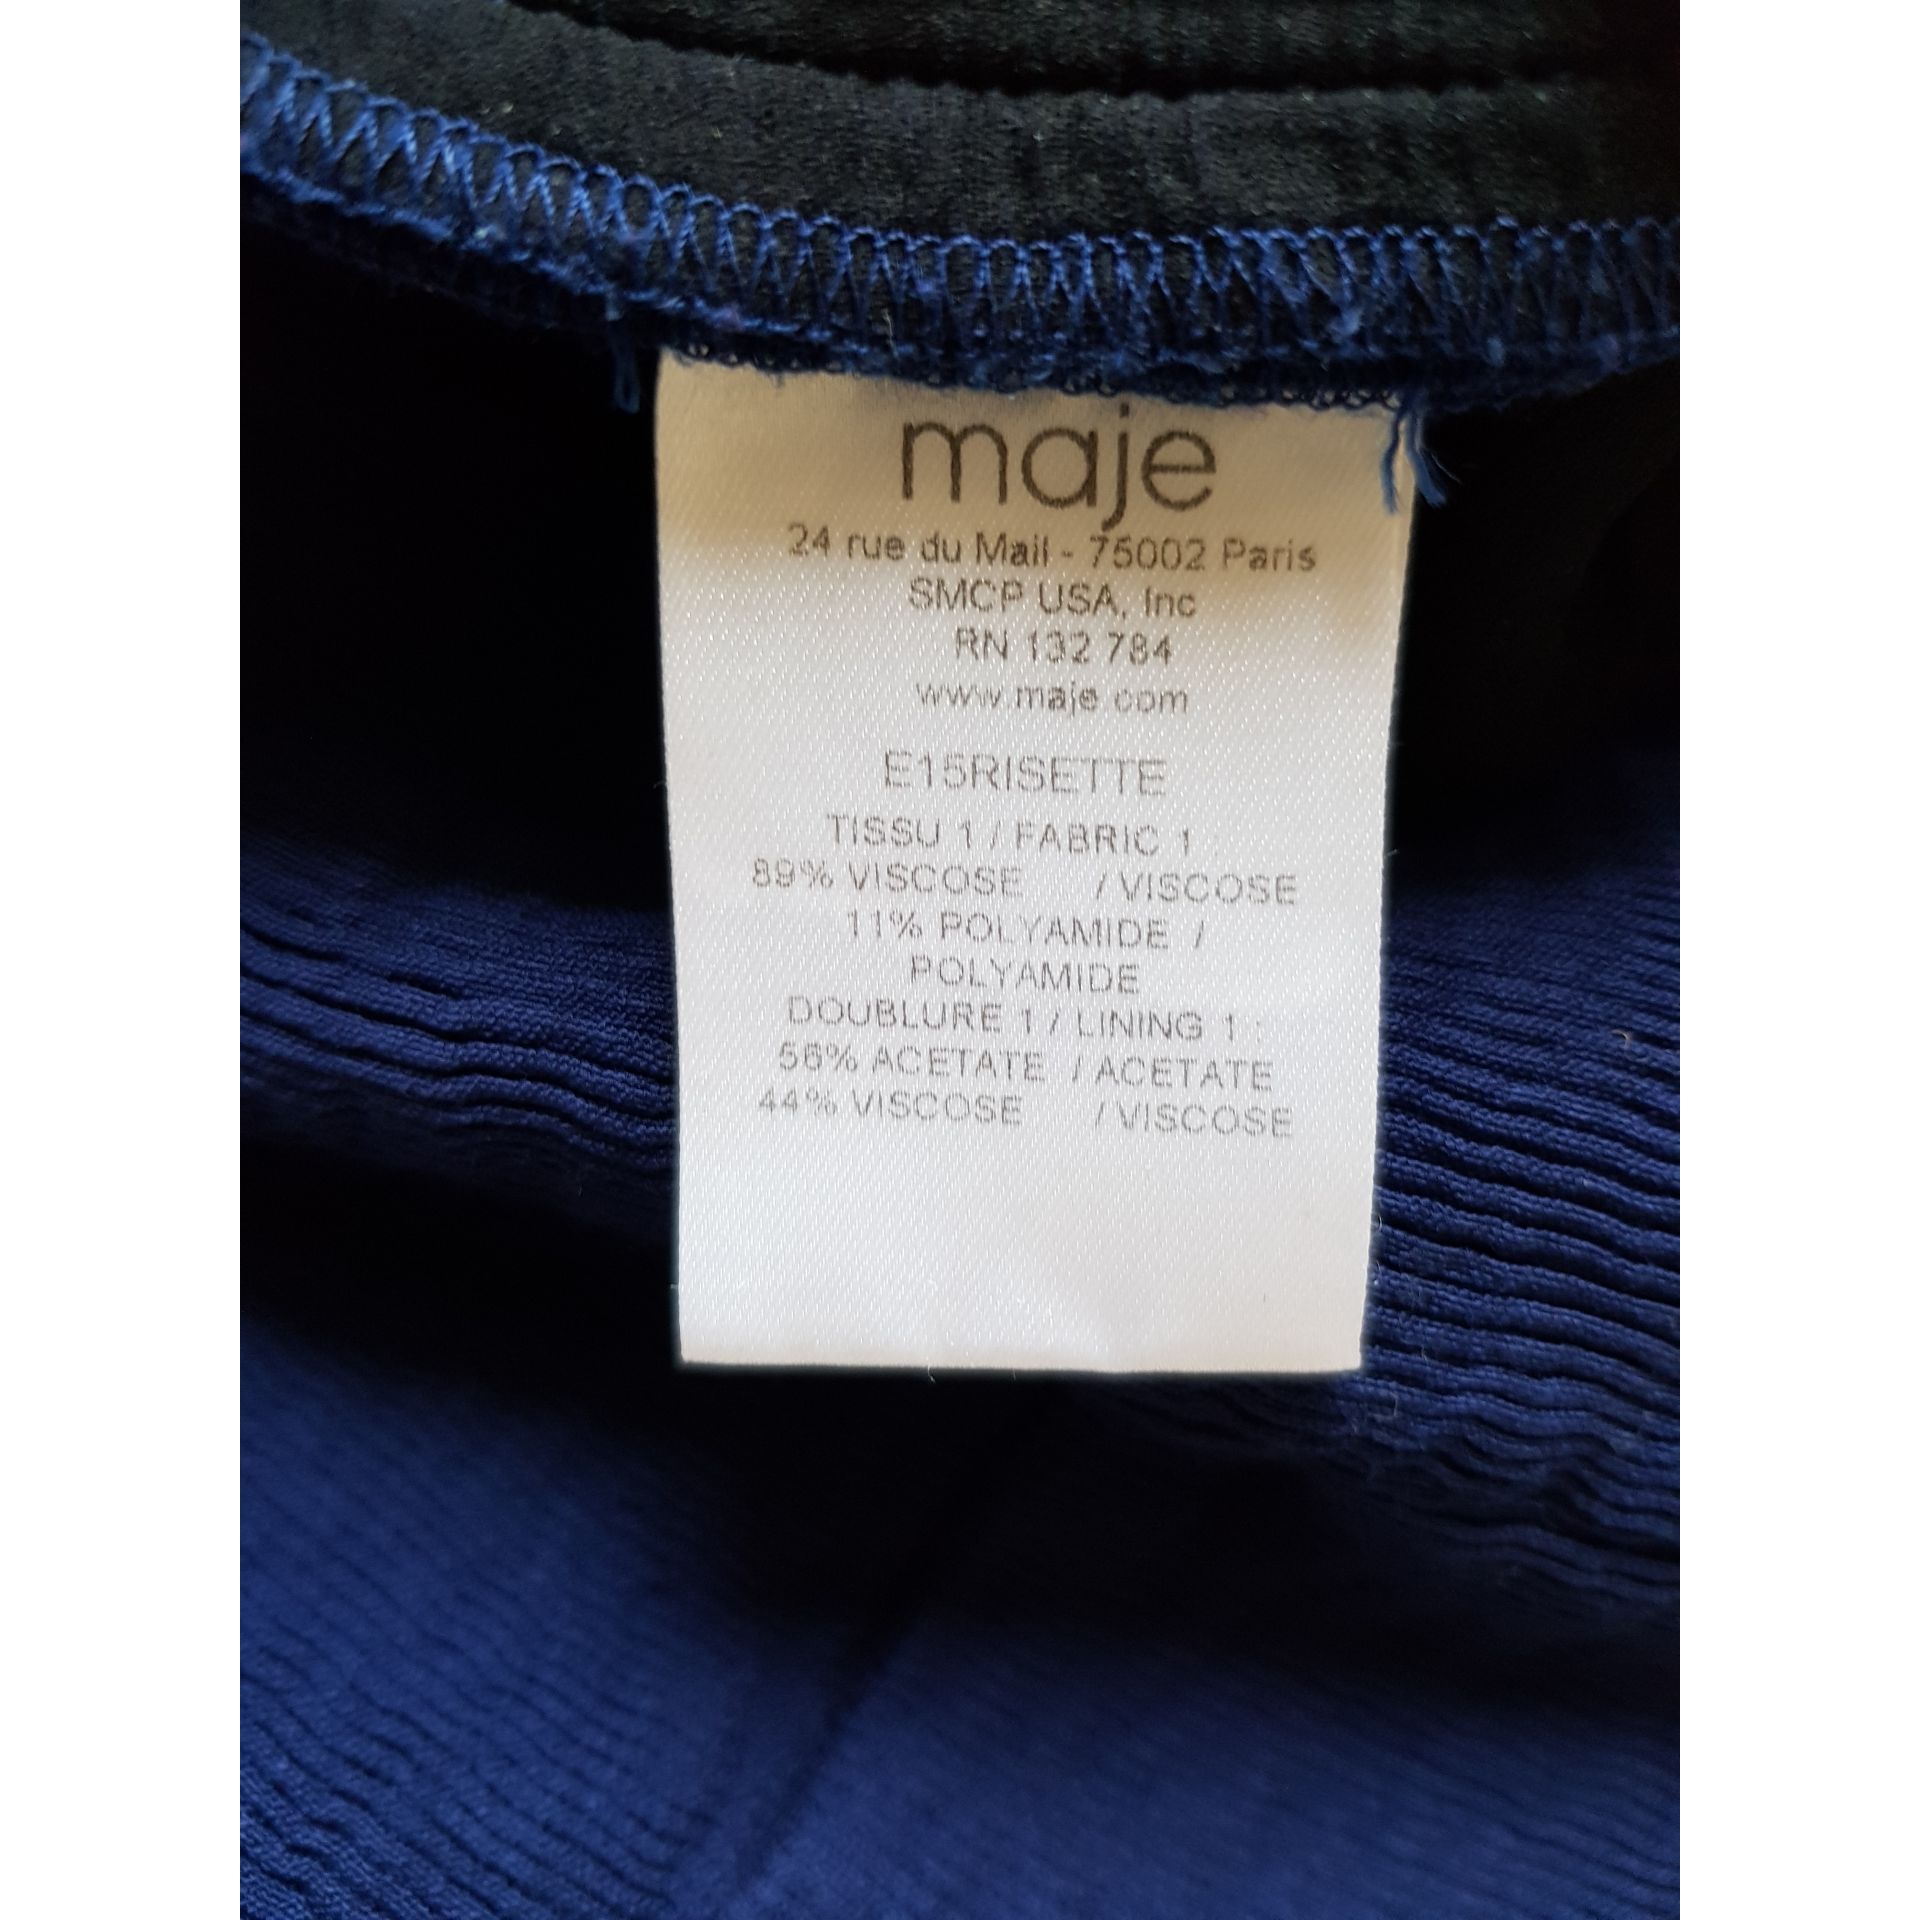 maje
24 rue du Mail - 75002 Paris
SMCP USA, Inc
RN 132 784
www.maje.com
E15RISETTE
TISSU 1 / FABRIC 1 :
89% VISCOSE / VISCOSE
11% POLYAMIDE /
POLYAMIDE
DOUBLURE 1 / LINING 1 :
56% ACETATE / ACETATE
44% VISCOSE / VISCOSE